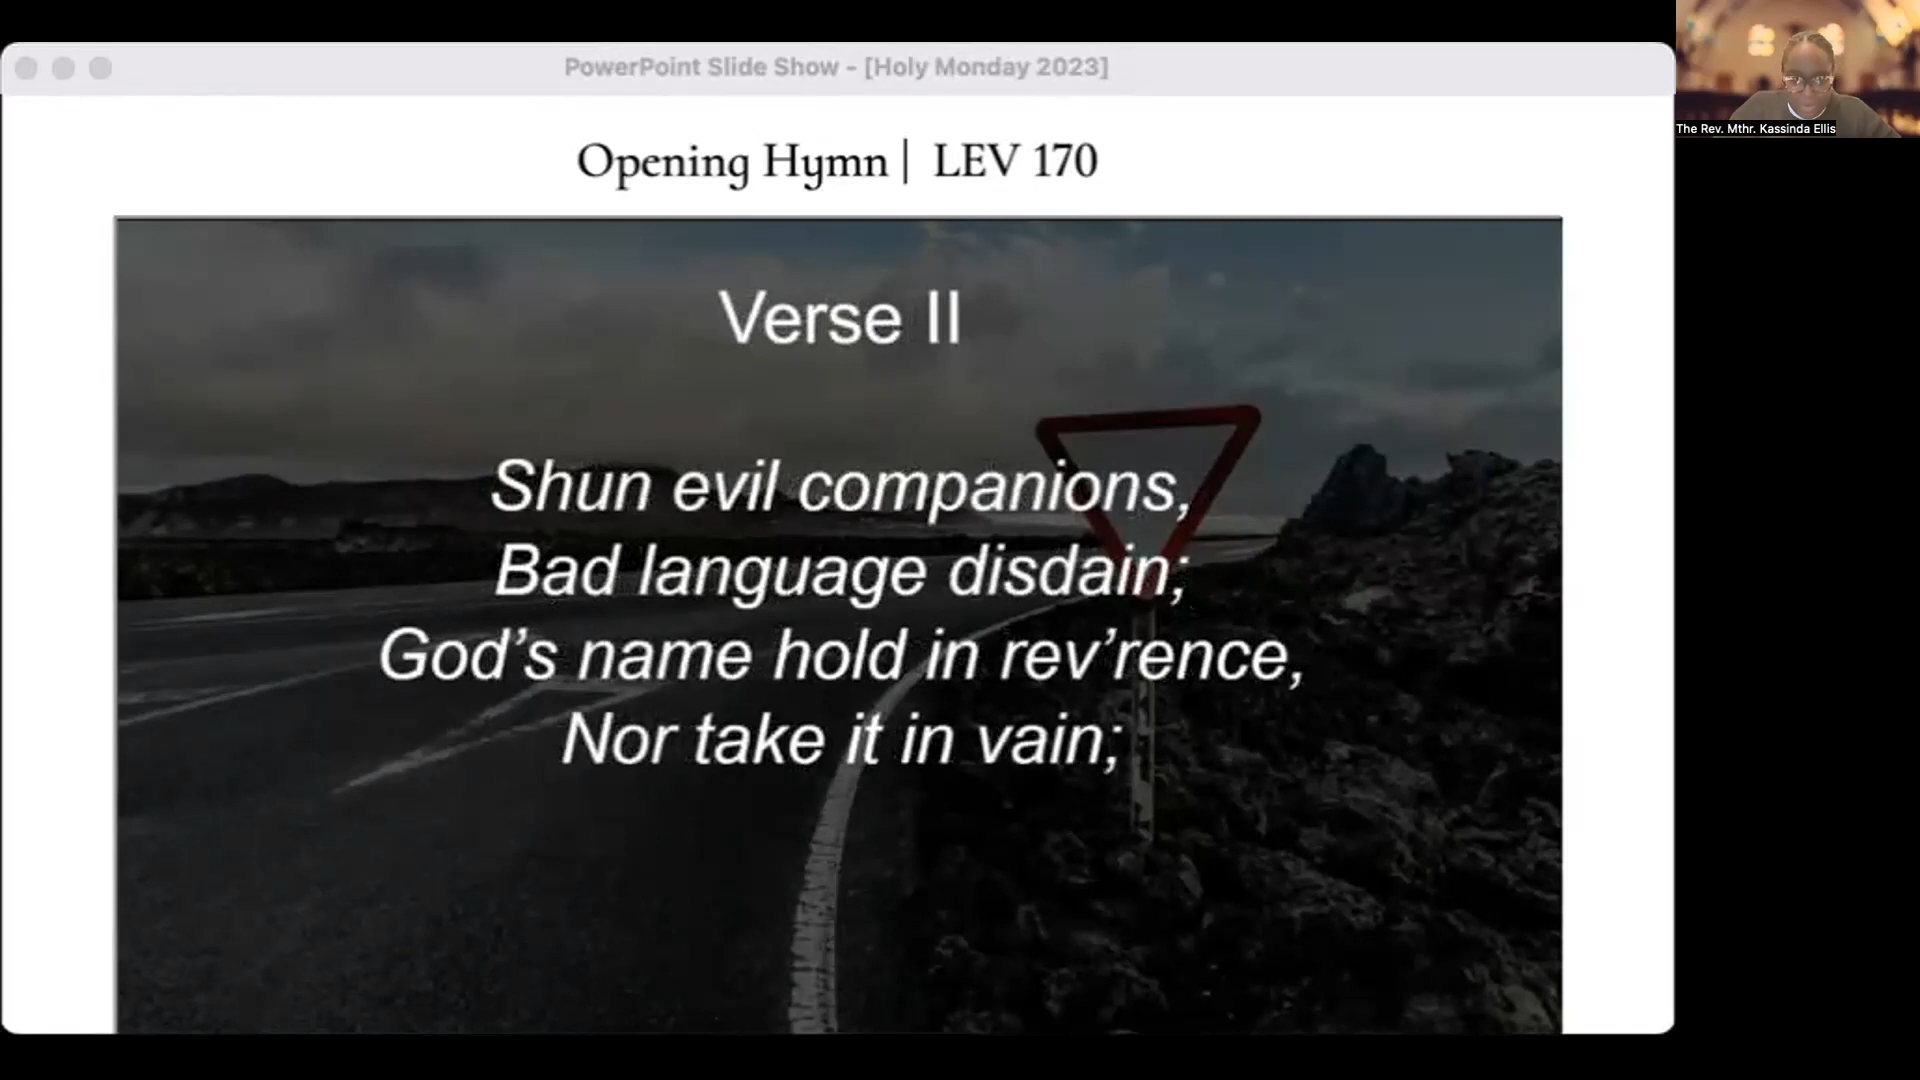 PowerPoint Slide Show - [Holy Monday 2023]
The Rev. Mthr. Kassinda Ellis
Opening Hymn | LEV 170
Verse II
Shun evil companions,
Bad language disdain;
God’s name hold in rev’rence,
Nor take it in vain;